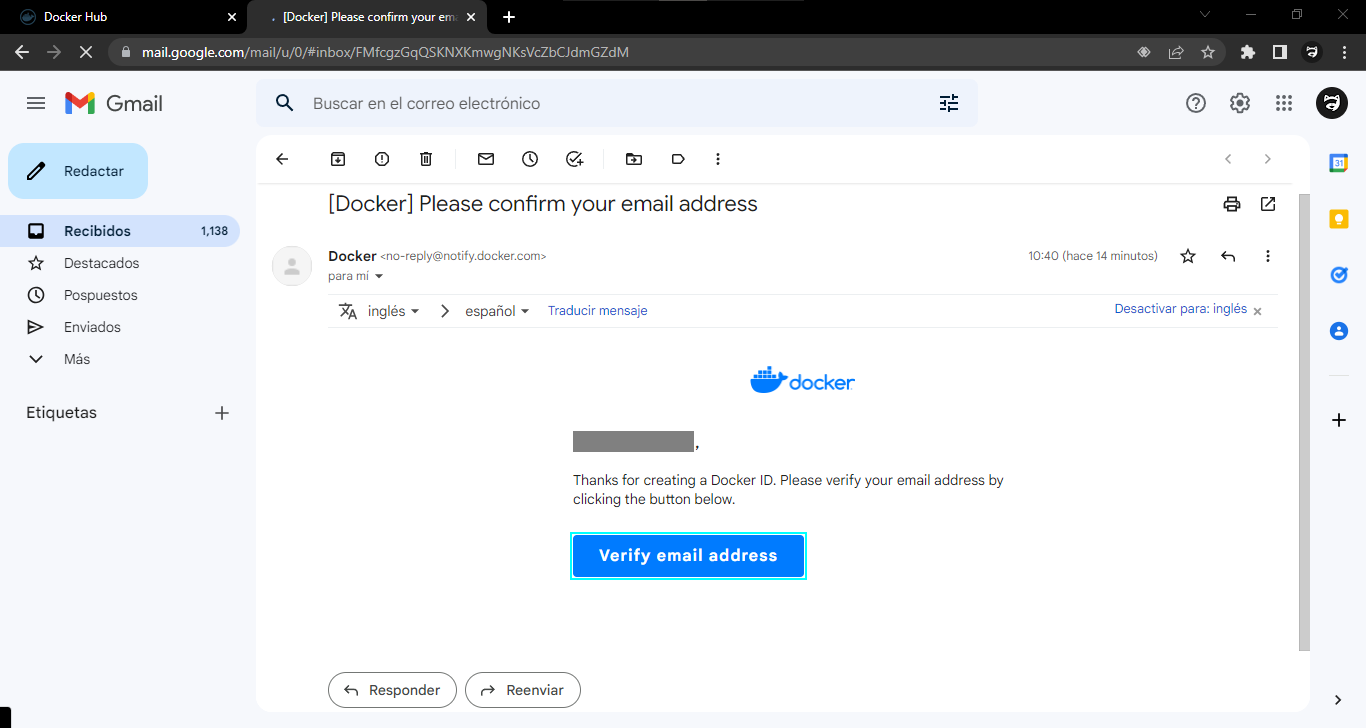 Docker Hub
[Docker] Please confirm your ema
mail.google.com/mail/u/0/#inbox/FMfcgzGqQSKNXKmwgNKsVcZbCJdmGZdM
Gmail
Buscar en el correo electrónico
Redactar
Recibidos 1,138
Destacados
Pospuestos
Enviados
Más
Etiquetas
[Docker] Please confirm your email address
Docker <no-reply@notify.docker.com> 10:40 (hace 14 minutos)
para mí
inglés español Traducir mensaje Desactivar para: inglés
docker
,
Thanks for creating a Docker ID. Please verify your email address by
clicking the button below.
Verify email address
Responder Reenviar
31